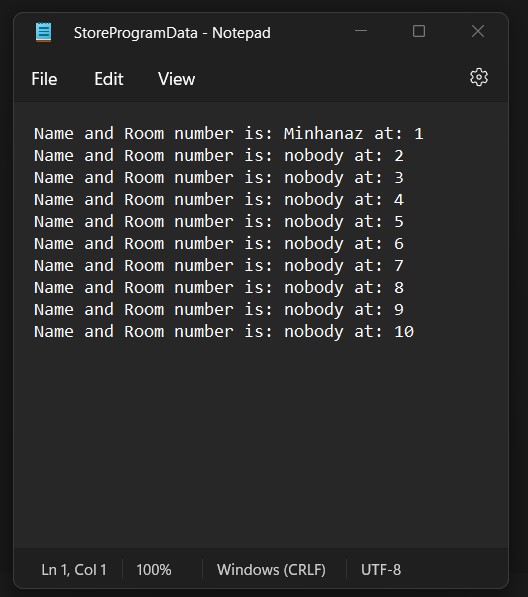 StoreProgramData - Notepad
File Edit View
Name and Room number is: Minhanaz at: 1
Name and Room number is: nobody at: 2
Name and Room number is: nobody at: 3
Name and Room number is: nobody at: 4
Name and Room number is: nobody at: 5
Name and Room number is: nobody at: 6
Name and Room number is: nobody at: 7
Name and Room number is: nobody at: 8
Name and Room number is: nobody at: 9
Name and Room number is: nobody at: 10
Ln 1, Col 1 100% Windows (CRLF) UTF-8